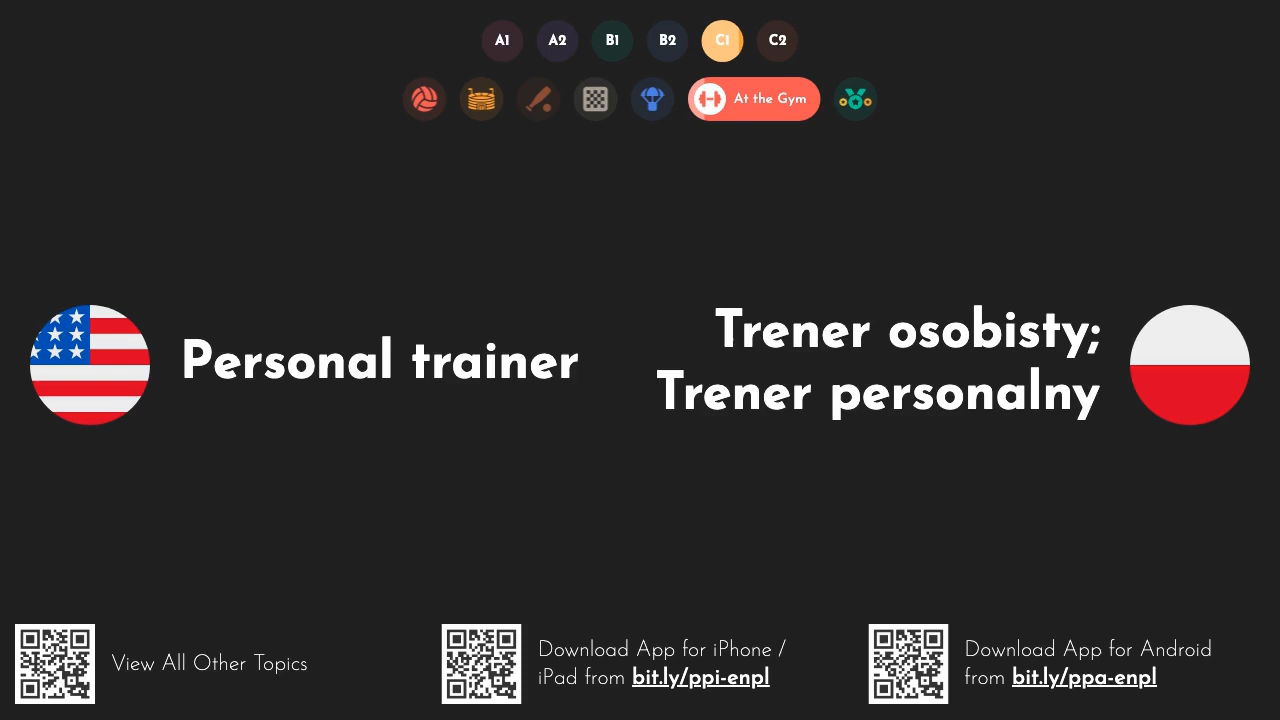 A1 A2 B1 B2 C1 C2
At the Gym
Personal trainer
Trener osobisty;
Trener personalny
View All Other Topics
Download App for iPhone /
iPad from bit.ly/ppi-enpl
Download App for Android
from bit.ly/ppa-enpl